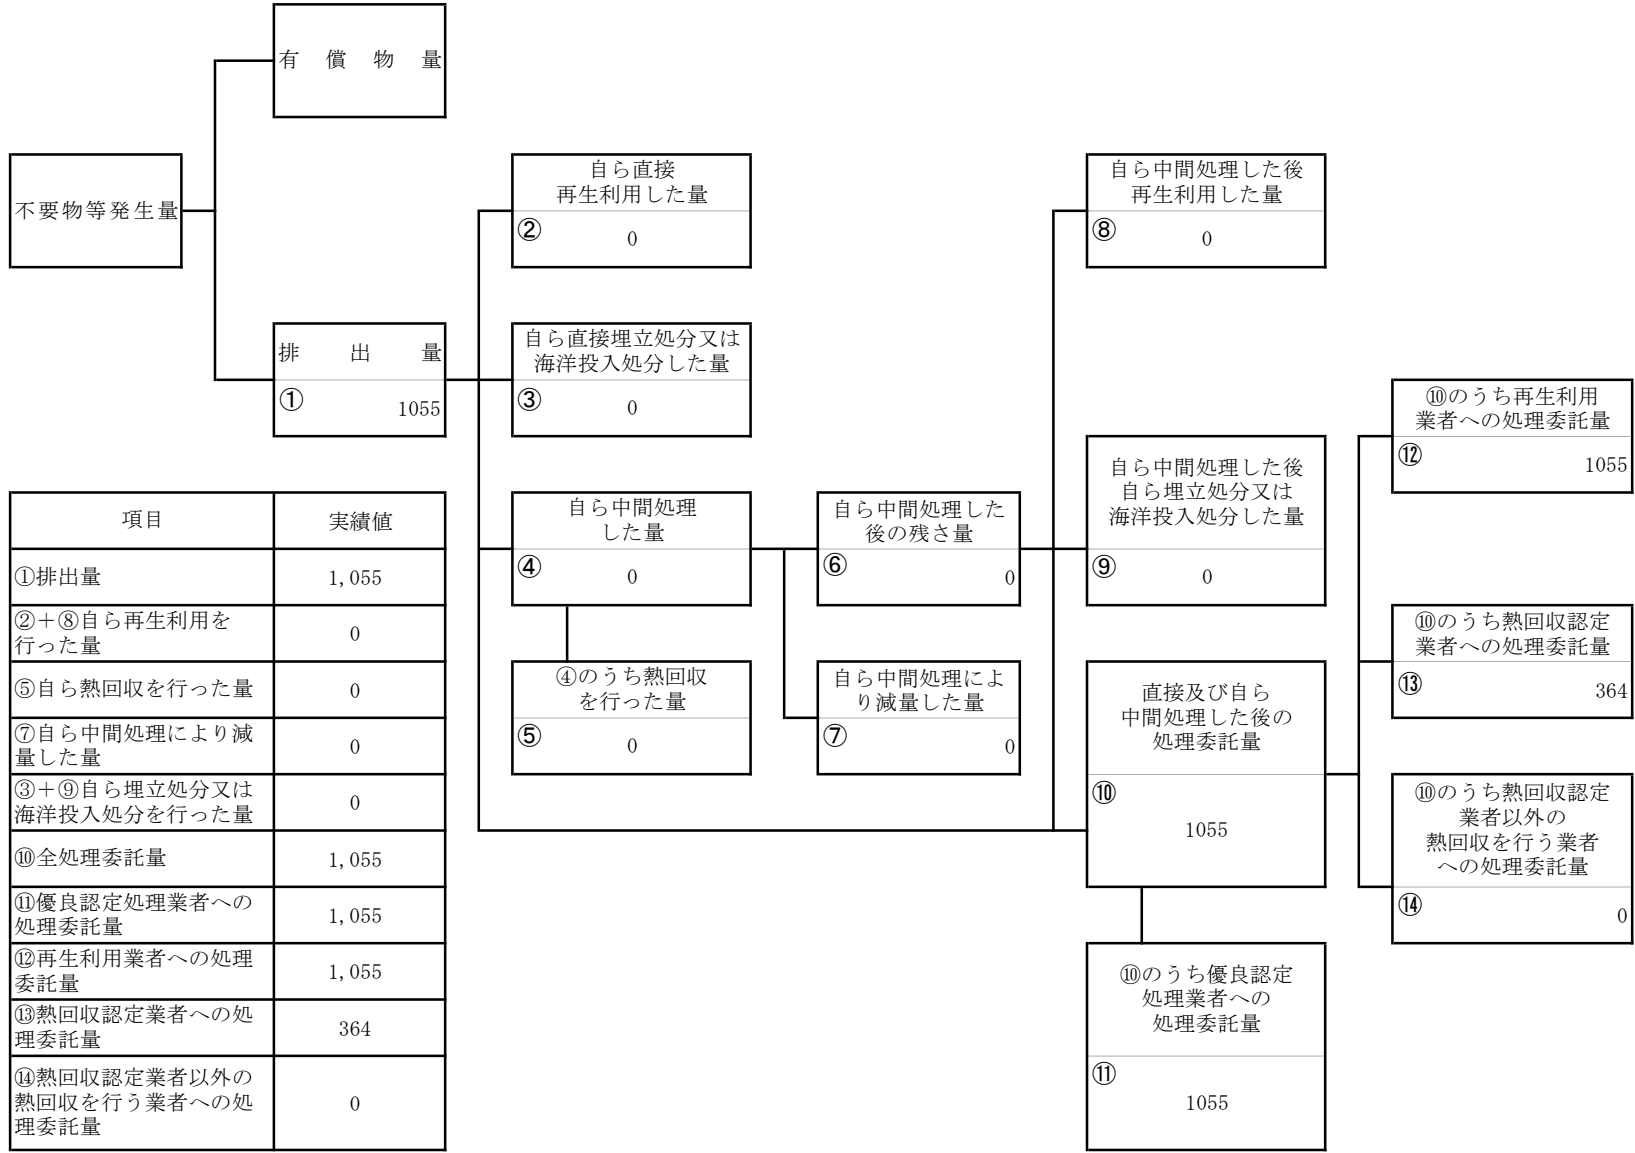 有償物量
不要物等発生量
排出量
①
1055
自ら直接
再生利用した量
②
0
自ら直接埋立処分又は
海洋投入処分した量
③
0
自ら中間処理
した量
④
0
④のうち熱回収
を行った量
⑤
0
自ら中間処理した
後の残さ量
⑥
0
自ら中間処理によ
り減量した量
⑦
0
自ら中間処理した後
再生利用した量
⑧
0
自ら中間処理した後
自ら埋立処分又は
海洋投入処分した量
⑨
0
直接及び自ら
中間処理した後の
処理委託量
⑩
1055
⑩のうち優良認定
処理業者への
処理委託量
⑪
1055
⑩のうち再生利用
業者への処理委託量
⑫
1055
⑩のうち熱回収認定
業者への処理委託量
⑬
364
⑩のうち熱回収認定
業者以外の
熱回収を行う業者
への処理委託量
⑭
0
項目 実績値
①排出量 1,055
②+⑧自ら再生利用を
行った量 0
⑤自ら熱回収を行った量 0
⑦自ら中間処理により減
量した量 0
③+⑨自ら埋立処分又は
海洋投入処分を行った量 0
⑩全処理委託量 1,055
⑪優良認定処理業者への
処理委託量 1,055
⑫再生利用業者への処理
委託量 1,055
⑬熱回収認定業者への処
理委託量 364
⑭熱回収認定業者以外の
熱回収を行う業者への処
理委託量 0